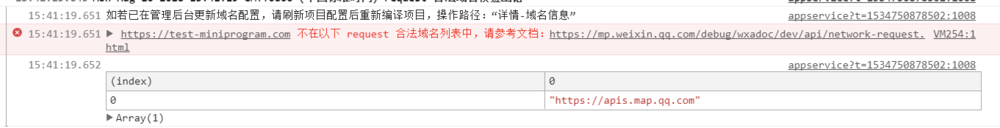 15:41:19.651 如若已在管理后台更新域名配置，请刷新项目配置后重新编译项目，操作路径：“详情-域名信息” appservice?t=1534750878502:1008
15:41:19.651 ▶ https://test-miniprogram.com 不在以下 request 合法域名列表中，请参考文档：https://mp.weixin.qq.com/debug/wxadoc/dev/api/network-request. VM254:1
html
15:41:19.652 appservice?t=1534750878502:1008
(index) 0
0 "https://apis.map.qq.com"
▶ Array(1)